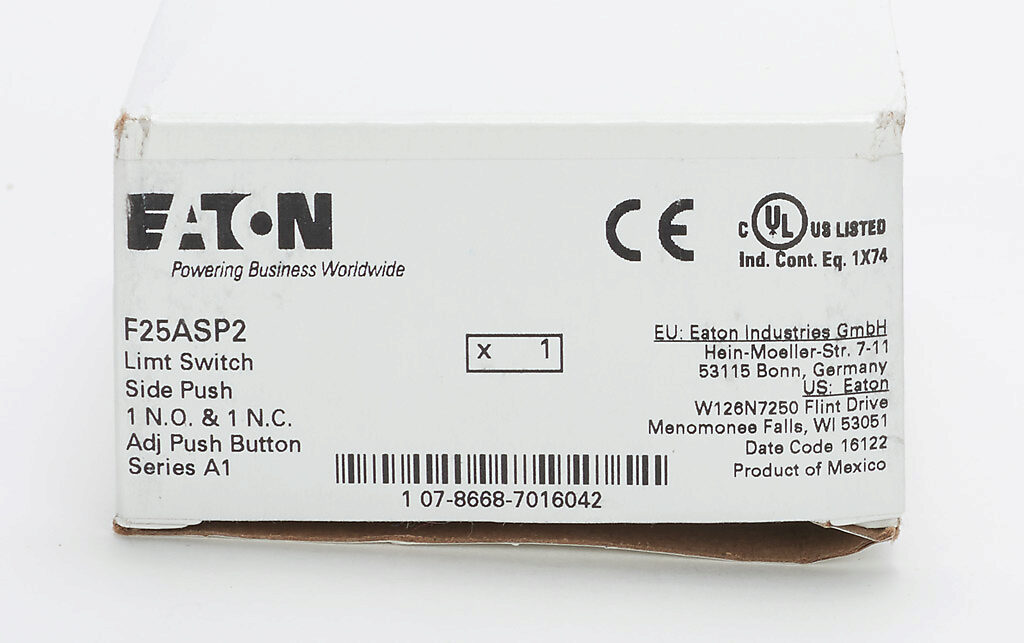 EATON
Powering Business Worldwide
CE
C UL US LISTED
Ind. Cont. Eq. 1X74
F25ASP2
Limt Switch
Side Push
1 N.O. & 1 N.C.
Adj Push Button
Series A1
x 1
EU: Eaton Industries GmbH
Hein-Moeller-Str. 7-11
53115 Bonn, Germany
US: Eaton
W126N7250 Flint Drive
Menomonee Falls, WI 53051
Date Code 16122
Product of Mexico
1 07-8668-7016042